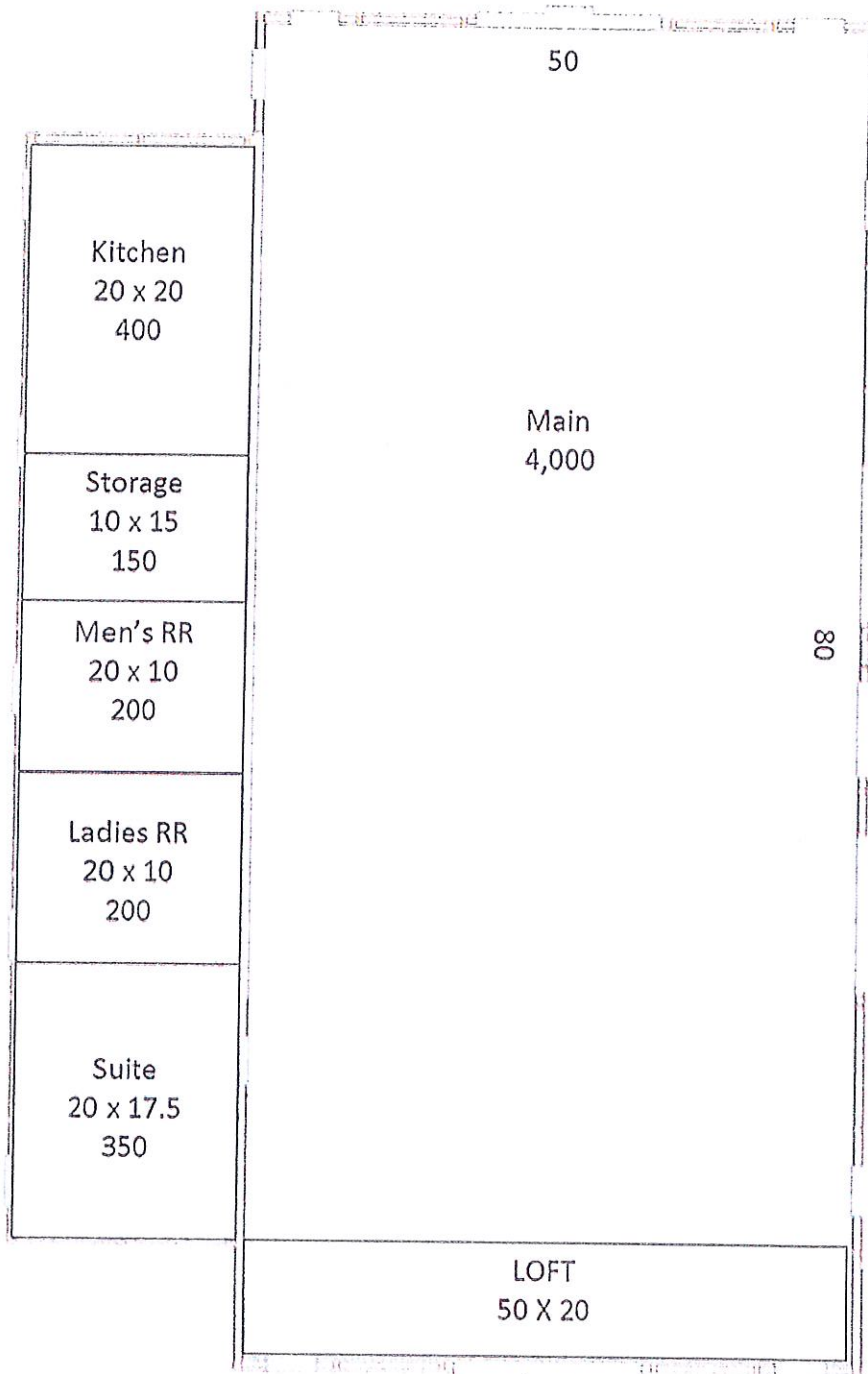 50
Kitchen
20 x 20
400
Main
4,000
Storage
10 x 15
150
Men's RR
20 x 10
200
80
Ladies RR
20 x 10
200
Suite
20 x 17.5
350
LOFT
50 X 20